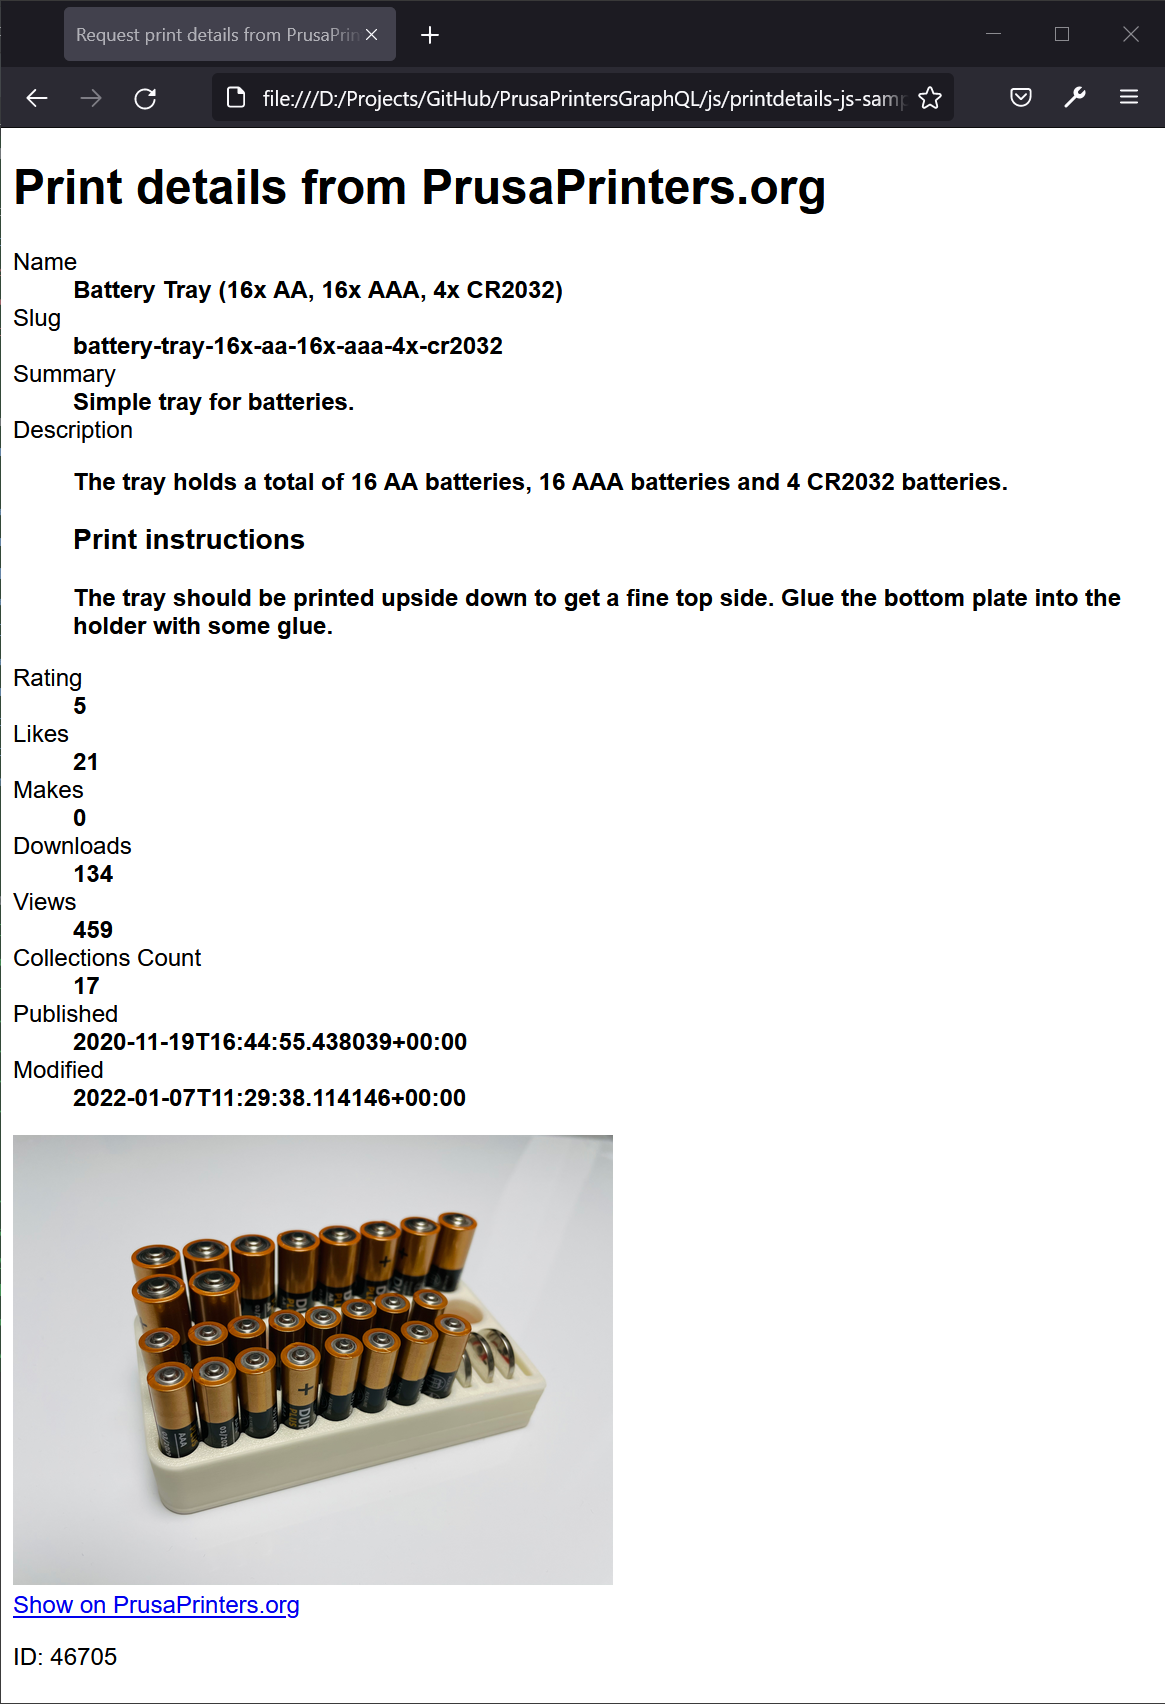 Request print details from PrusaPrin
file:///D:/Projects/GitHub/PrusaPrintersGraphQL/js/printdetails-js-samp
Print details from PrusaPrinters.org
Name
Battery Tray (16x AA, 16x AAA, 4x CR2032)
Slug
battery-tray-16x-aa-16x-aaa-4x-cr2032
Summary
Simple tray for batteries.
Description
The tray holds a total of 16 AA batteries, 16 AAA batteries and 4 CR2032 batteries.
Print instructions
The tray should be printed upside down to get a fine top side. Glue the bottom plate into the
holder with some glue.
Rating
5
Likes
21
Makes
0
Downloads
134
Views
459
Collections Count
17
Published
2020-11-19T16:44:55.438039+00:00
Modified
2022-01-07T11:29:38.114146+00:00
Show on PrusaPrinters.org
ID: 46705